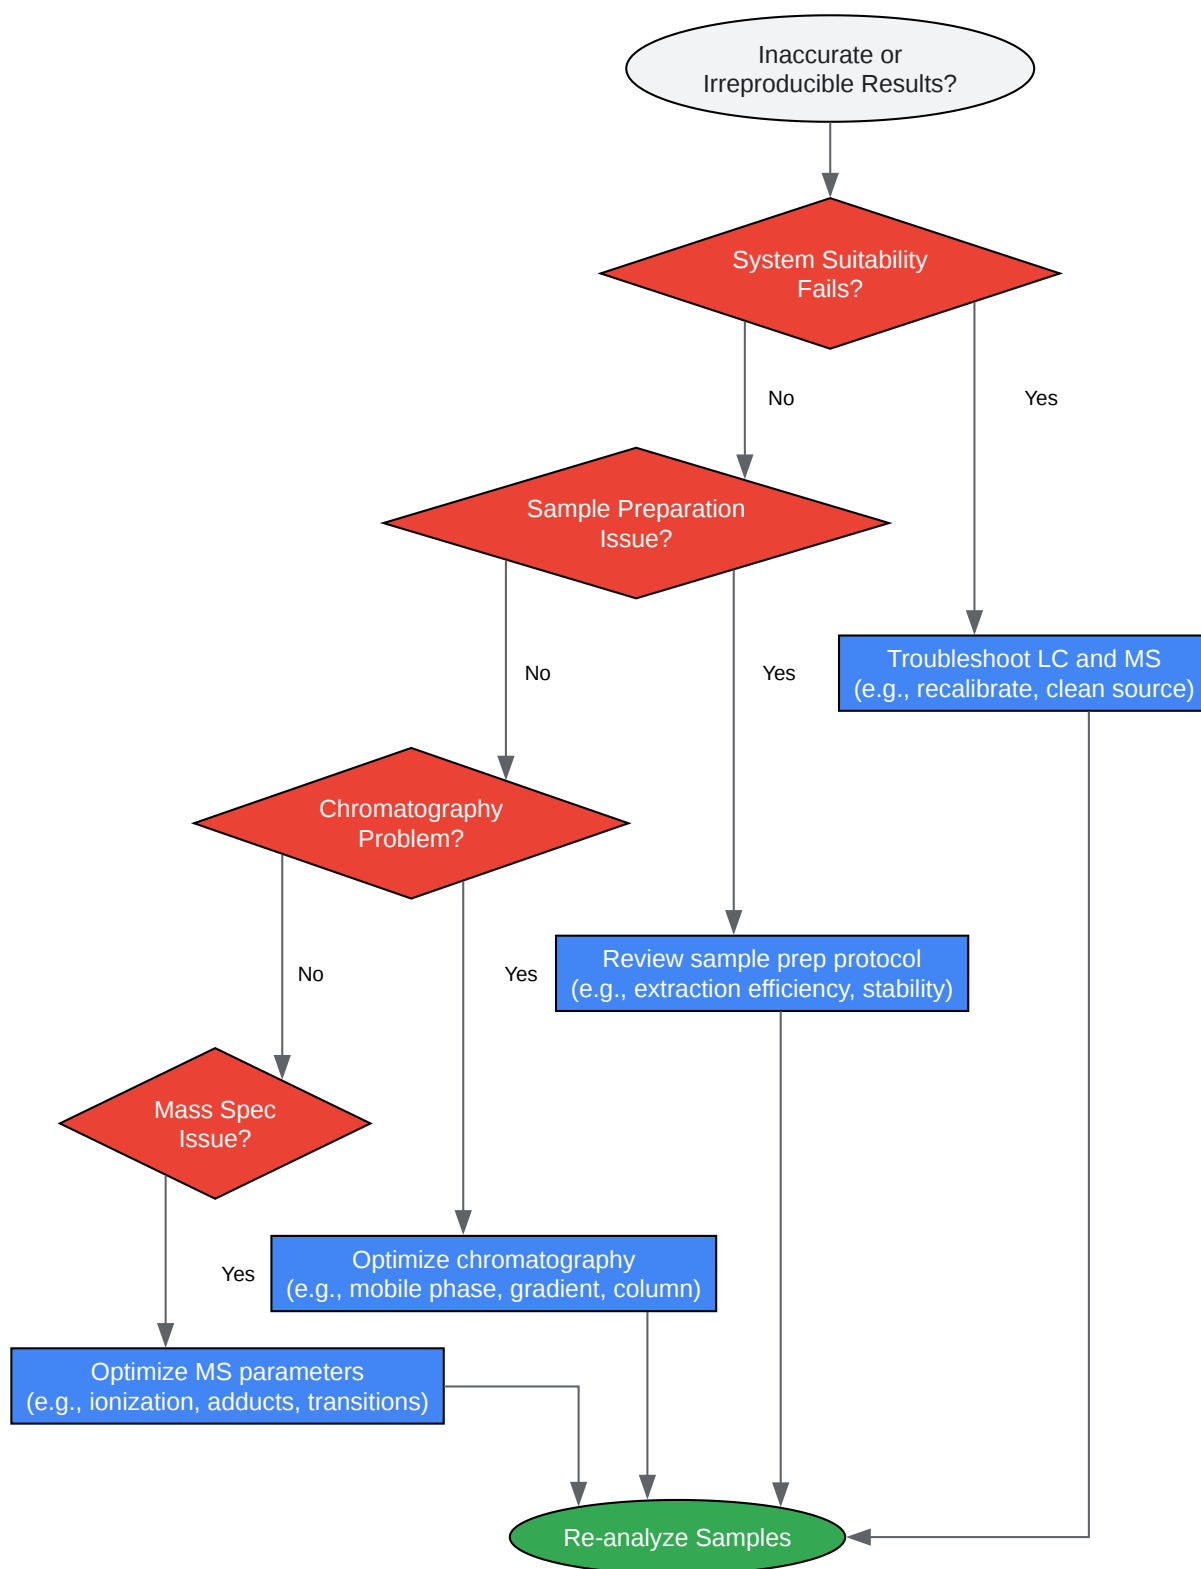 Inaccurate or
Irreproducible Results?
System Suitability
Fails?
No
Yes
Sample Preparation
Issue?
No
Yes
Troubleshoot LC and MS
(e.g., recalibrate, clean source)
Chromatography
Problem?
No
Yes
Review sample prep protocol
(e.g., extraction efficiency, stability)
Mass Spec
Issue?
Yes
Optimize chromatography
(e.g., mobile phase, gradient, column)
Optimize MS parameters
(e.g., ionization, adducts, transitions)
Re-analyze Samples